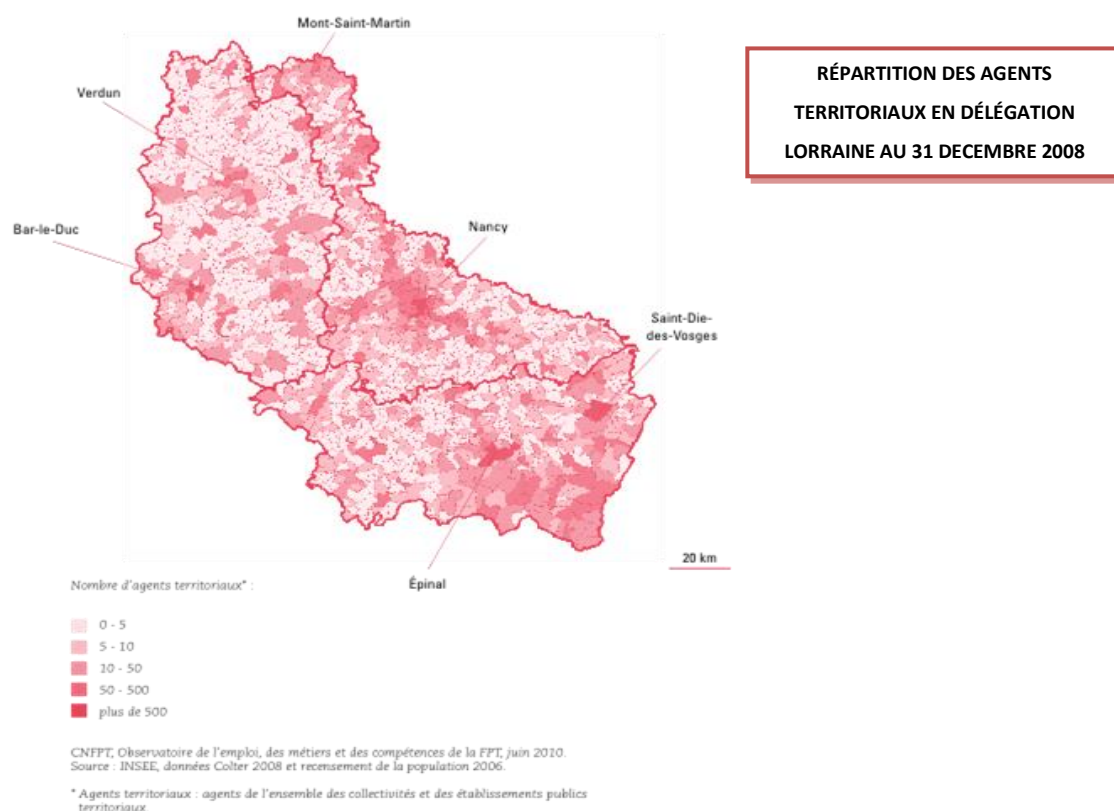 Mont-Saint-Martin
RÉPARTITION DES AGENTS
TERRITORIAUX EN DÉLÉGATION
LORRAINE AU 31 DECEMBRE 2008
Verdun
Bar-le-Duc
Nancy
Saint-Die-
des-Vosges
20 km
Épinal
Nombre d'agents territoriaux* :
0 - 5
5 - 10
10 - 50
50 - 500
plus de 500
CNFPT, Observatoire de l'emploi, des métiers et des compétences de la FPT, juin 2010.
Source : INSEE, données Colter 2008 et recensement de la population 2006.
* Agents territoriaux : agents de l'ensemble des collectivités et des établissements publics
territoriaux.